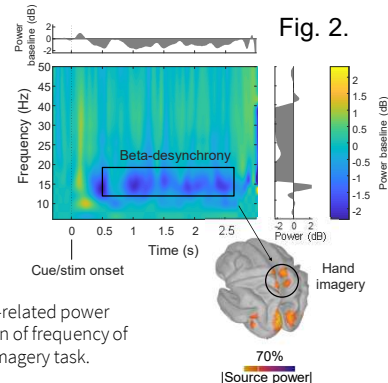 Fig. 2.
Power
baseline (dB)
2
0
-2
50
45
40
35
30
25
20
15
10
Frequency (Hz)
Beta-desynchrony
0
0.5
1
1.5
2
2.5
Time (s)
Cue/stim onset
-2
0
2
Power (dB)
2
1.5
1
0.5
0
-0.5
-1
-1.5
-2
Power baseline (dB)
Hand
imagery
-related power
n of frequency of
magery task.
70%
|Source power|